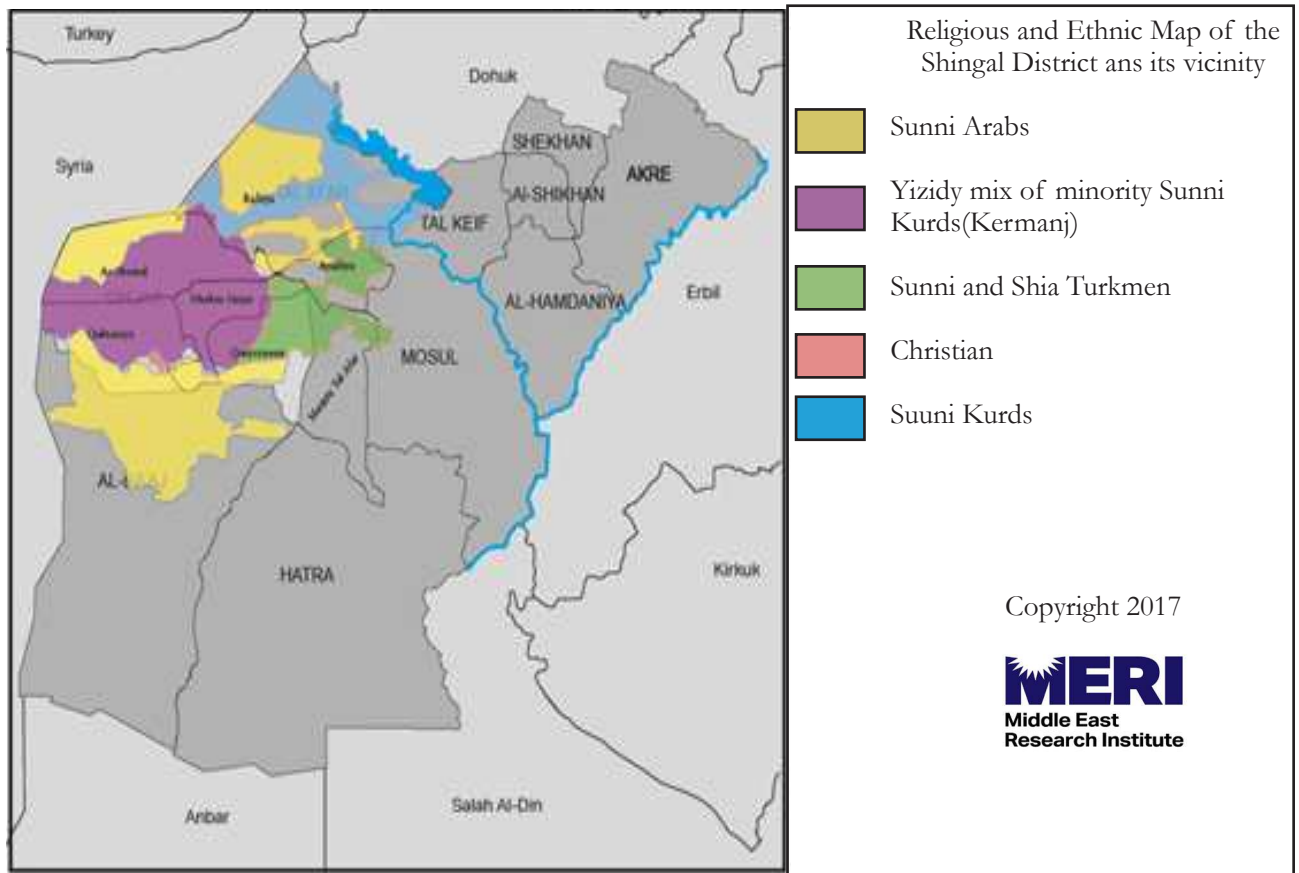 Turkey
Dohuk
SHEKHAN
Syria
Al-SHIKHAN
AKRE
TAL KEIF
Erbil
AL-HAMDANIYA
MOSUL
HATRA
Kirkuk
Salah Al-Din
Anbar
Religious and Ethnic Map of the
Shingal District ans its vicinity
Sunni Arabs
Yizidy mix of minority Sunni
Kurds(Kermanj)
Sunni and Shia Turkmen
Christian
Suuni Kurds
Copyright 2017
MERI
Middle East
Research Institute